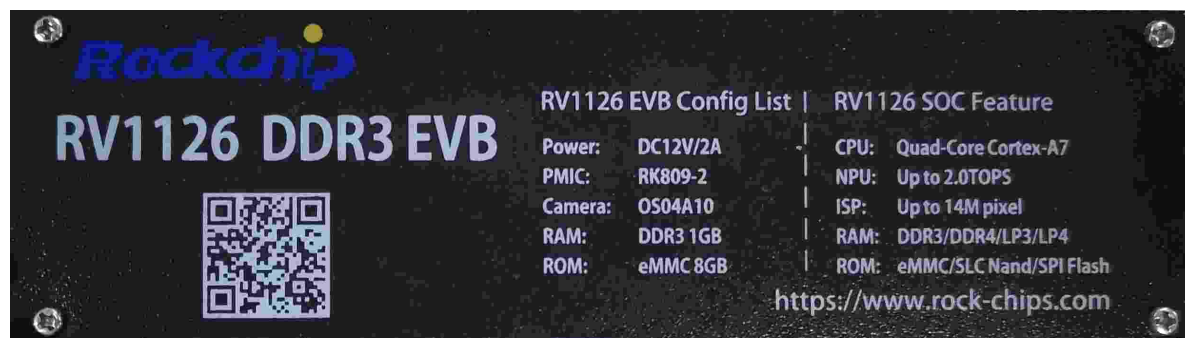 Rockchip
RV1126 DDR3 EVB
RV1126 EVB Config List
Power: DC12V/2A
PMIC: RK809-2
Camera: OS04A10
RAM: DDR3 1GB
ROM: eMMC 8GB
RV1126 SOC Feature
CPU: Quad-Core Cortex-A7
NPU: Up to 2.0TOPS
ISP: Up to 14M pixel
RAM: DDR3/DDR4/LP3/LP4
ROM: eMMC/SLC Nand/SPI Flash
https://www.rock-chips.com